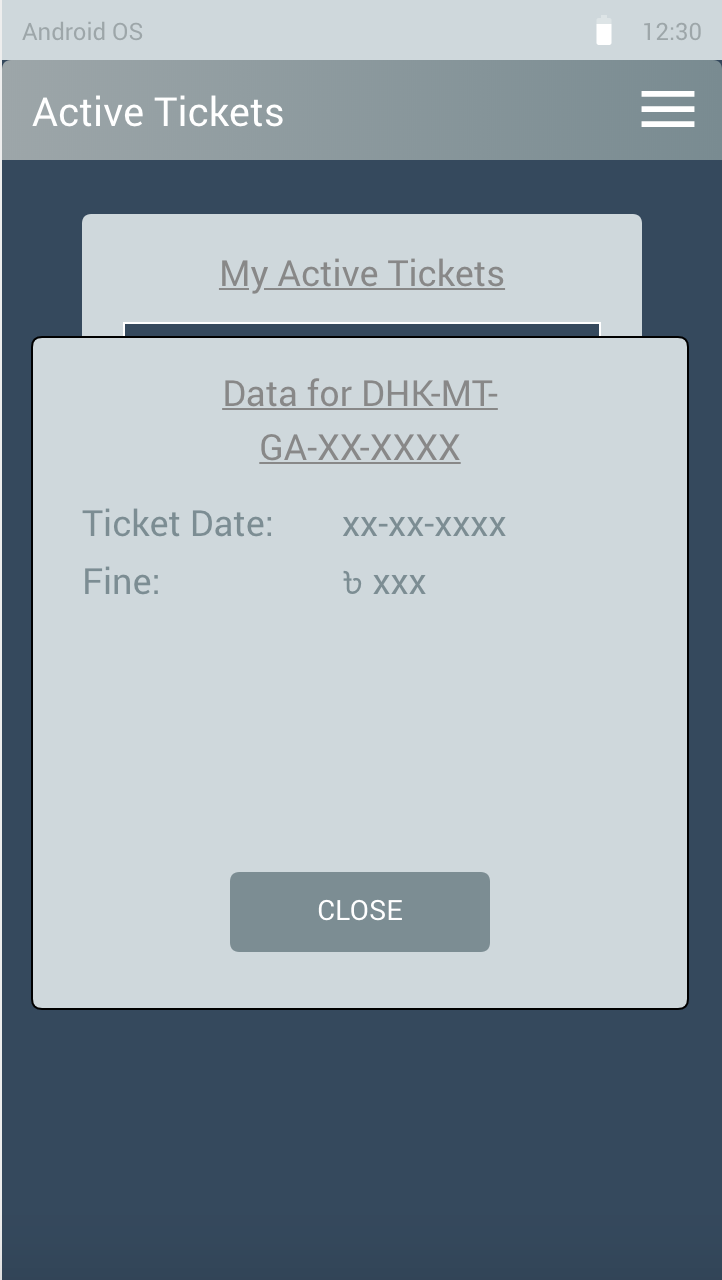 Android OS
12:30
Active Tickets
My Active Tickets
Data for DHK-MT-
GA-XX-XXXX
Ticket Date: xx-xx-xxxx
Fine: ৳ xxx
CLOSE